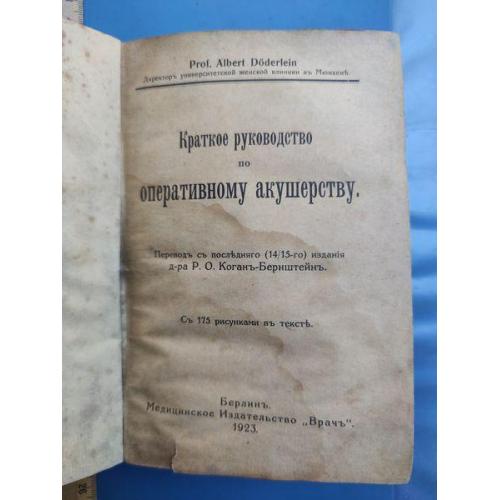 Prof. Albert Döderlein
Директоръ университетской женской клиники въ Мюнхенѣ.
Краткое руководство
по
оперативному акушерству.
Переводъ съ послѣдняго (14/15-го) изданія
д-ра Р. О. Коганъ-Бернштейнъ.
Съ 175 рисунками въ текстѣ.
Берлинъ.
Медицинское Издательство „Врачъ".
1923.